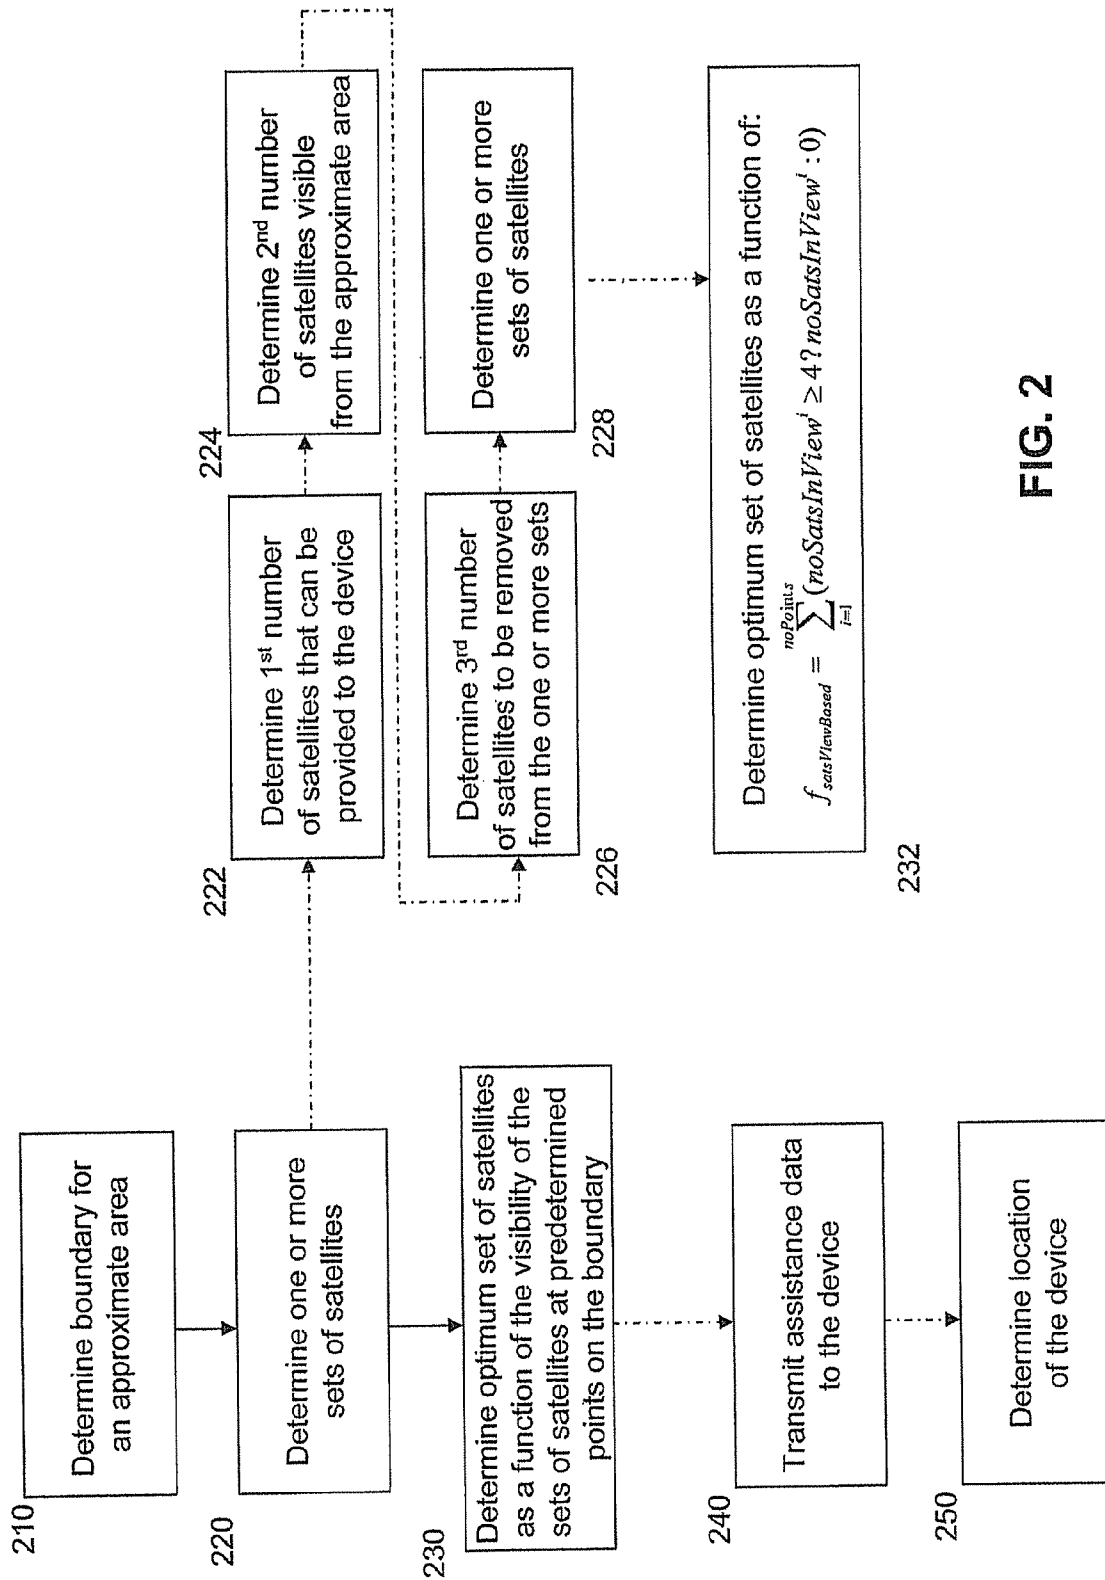 210
Determine boundary for
an approximate area
220
Determine one or more
sets of satellites
230
Determine optimum set of satellites
as a function of the visibility of the
sets of satellites at predetermined
points on the boundary
240
Transmit assistance data
to the device
250
Determine location
of the device
222
Determine 1st number
of satellites that can be
provided to the device
224
Determine 2nd number
of satellites visible
from the approximate area
226
Determine 3rd number
of satellites to be removed
from the one or more sets
228
Determine one or more
sets of satellites
232
Determine optimum set of satellites as a function of:
f satsViewBased = noPoints ∑ i=1 (noSatsInView^i ≥ 4 ? noSatsInView^i : 0)
FIG. 2